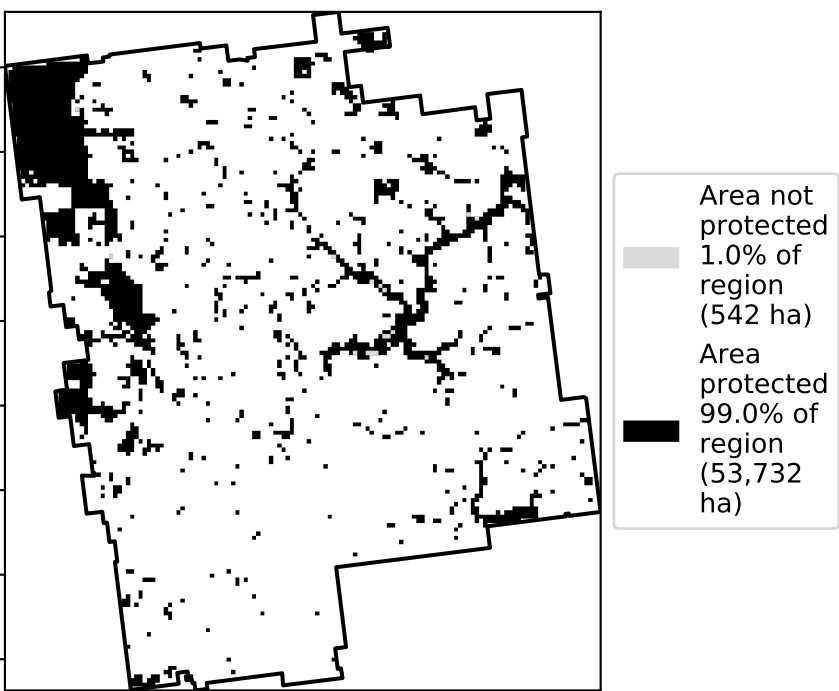 Area not
protected
1.0% of
region
(542 ha)
Area
protected
99.0% of
region
(53,732
ha)